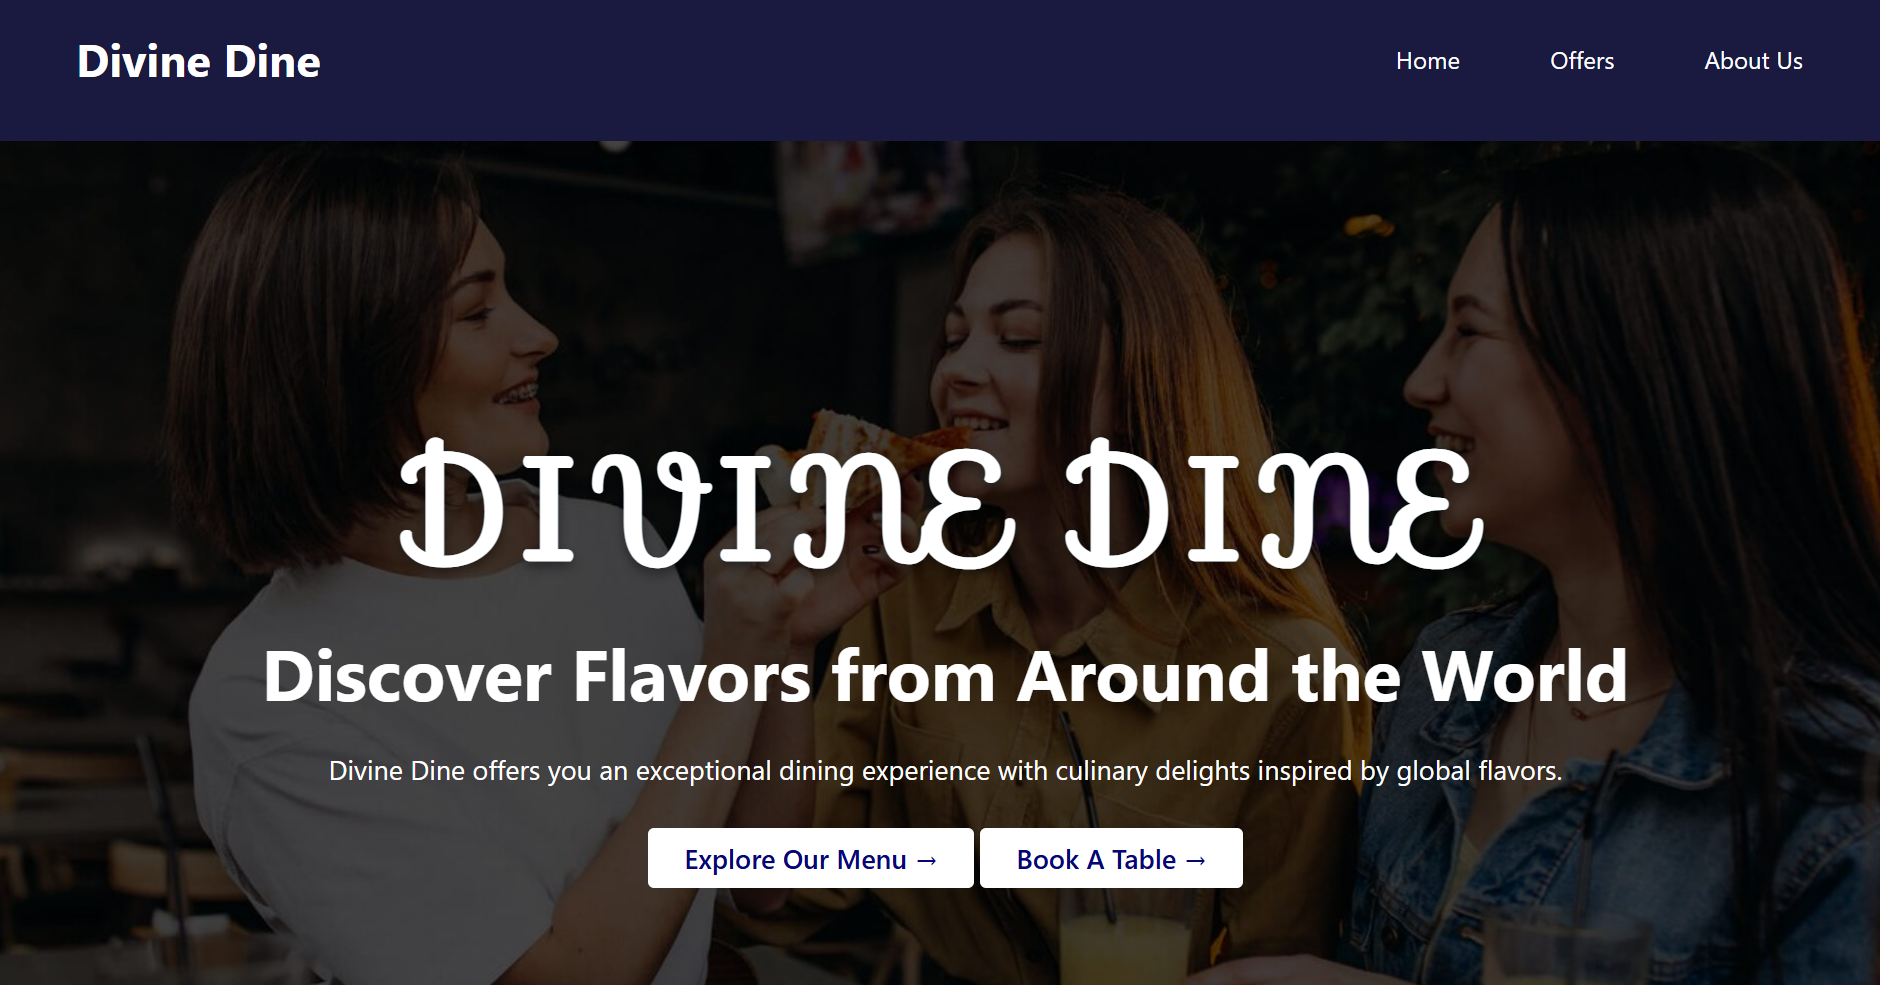 Divine Dine
Home Offers About Us
DIVINE DINE
Discover Flavors from Around the World
Divine Dine offers you an exceptional dining experience with culinary delights inspired by global flavors.
Explore Our Menu → Book A Table →